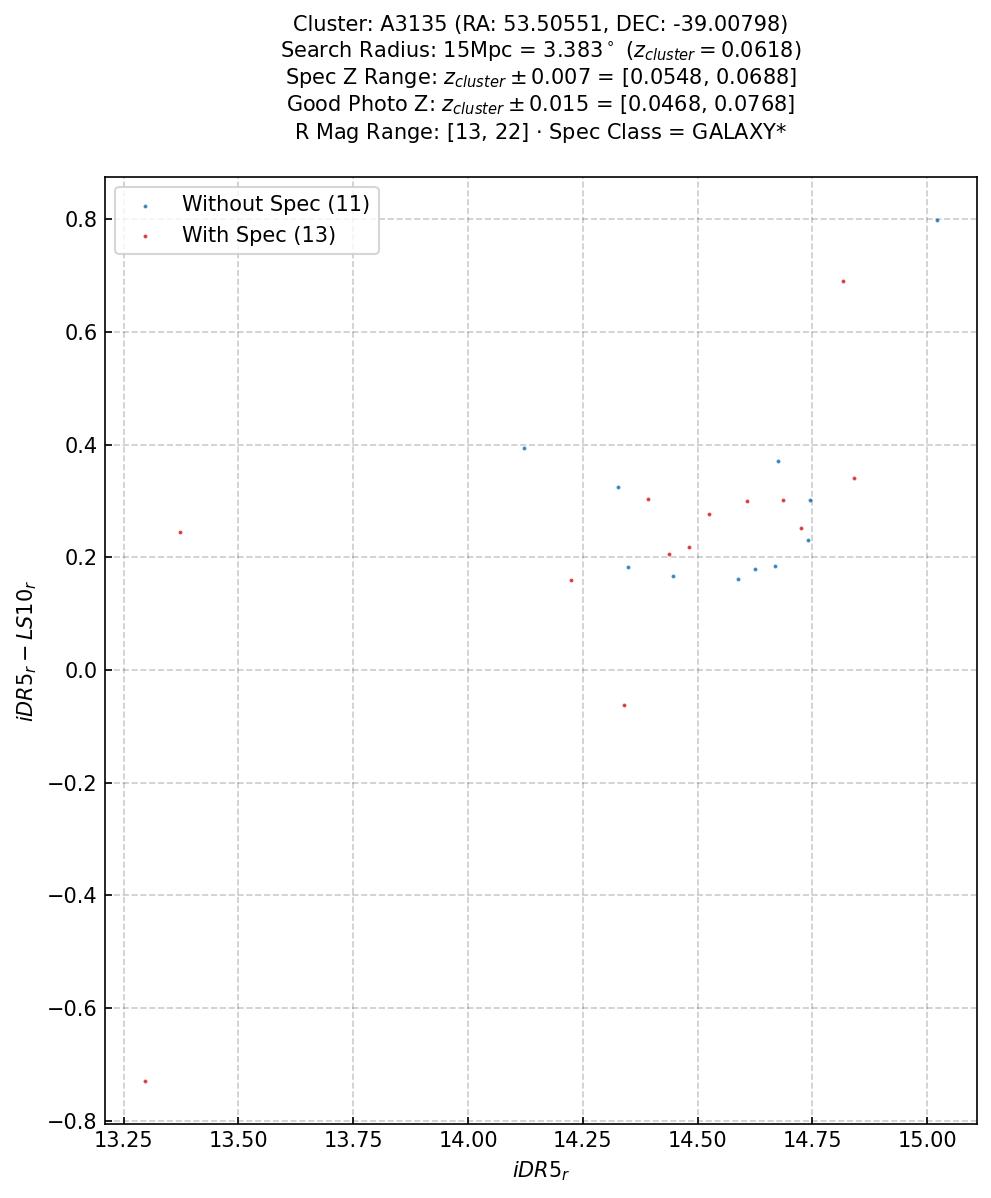 Cluster: A3135 (RA: 53.50551, DEC: -39.00798)
Search Radius: 15Mpc = 3.383° (z_cluster = 0.0618)
Spec Z Range: z_cluster ± 0.007 = [0.0548, 0.0688]
Good Photo Z: z_cluster ± 0.015 = [0.0468, 0.0768]
R Mag Range: [13, 22] · Spec Class = GALAXY*
Without Spec (11)
With Spec (13)
0.8
0.6
0.4
0.2
0.0
−0.2
−0.4
−0.6
−0.8
iDR5_r − LS10_r
13.25 13.50 13.75 14.00 14.25 14.50 14.75 15.00
iDR5_r